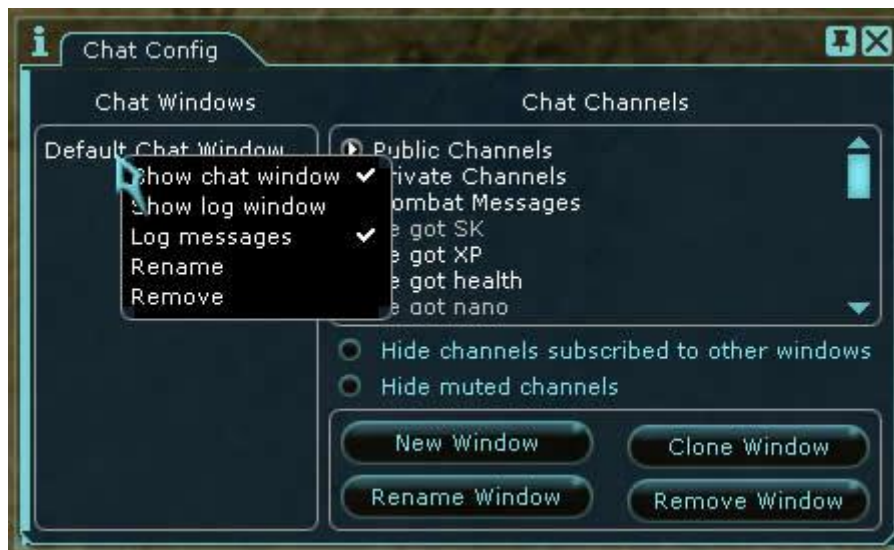 i
Chat Config
Chat Windows
Chat Channels
Default Chat Window
Show chat window
Show log window
Log messages
Rename
Remove
Public Channels
rivate Channels
ombat Messages
e got SK
e got XP
e got health
e got nano
Hide channels subscribed to other windows
Hide muted channels
New Window
Clone Window
Rename Window
Remove Window